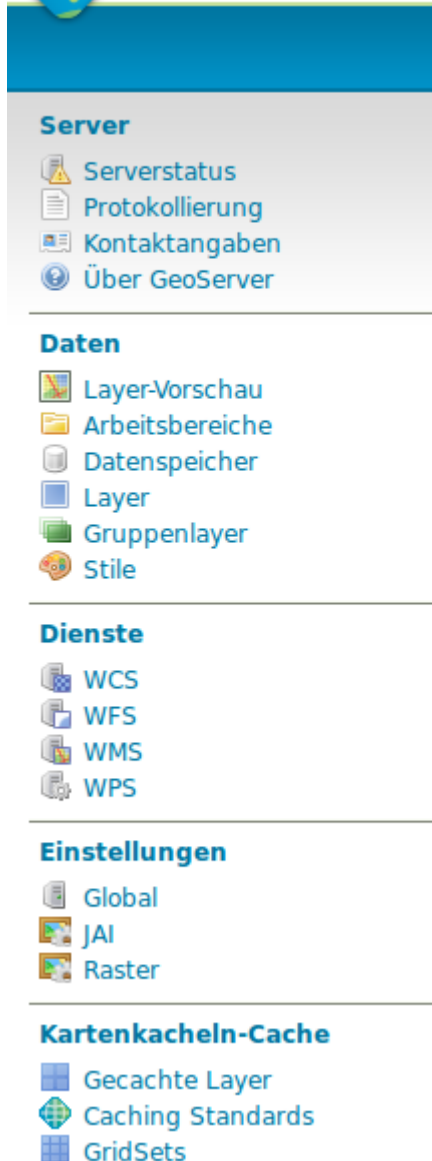 Server
Serverstatus
Protokollierung
Kontaktangaben
Über GeoServer
Daten
Layer-Vorschau
Arbeitsbereiche
Datenspeicher
Layer
Gruppenlayer
Stile
Dienste
WCS
WFS
WMS
WPS
Einstellungen
Global
JAI
Raster
Kartenkacheln-Cache
Gecachte Layer
Caching Standards
GridSets